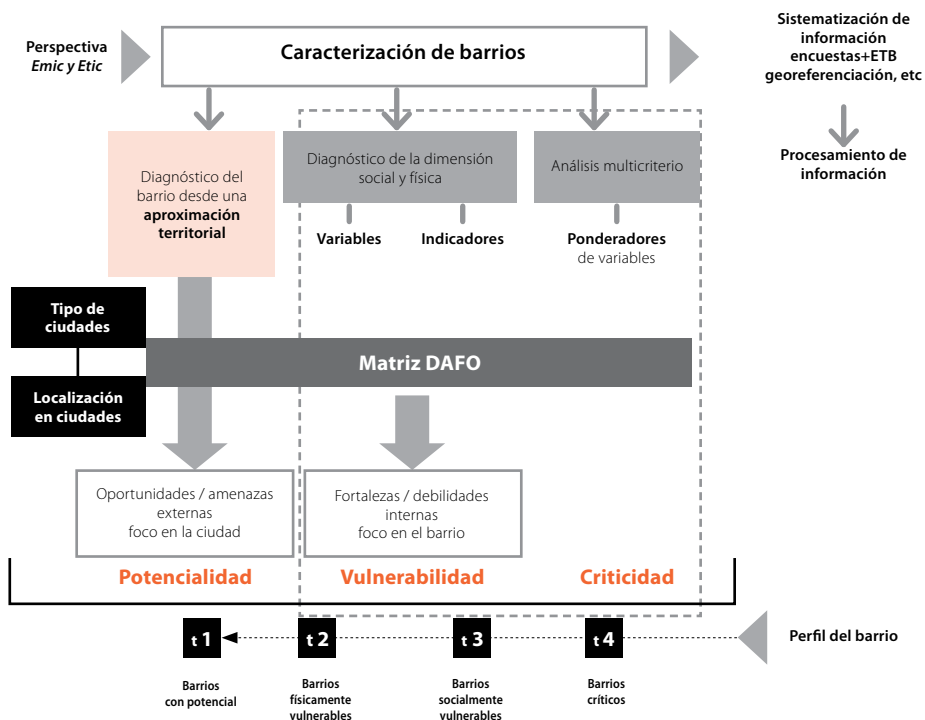 Perspectiva
Emic y Etic
Caracterización de barrios
Sistematización de
información
encuestas+ETB
georeferenciación, etc
Procesamiento de
información
Diagnóstico del
barrio desde una
aproximación
territorial
Diagnóstico de la dimensión
social y física
Análisis multicriterio
Variables
Indicadores
Ponderadores
de variables
Tipo de
ciudades
Localización
en ciudades
Matriz DAFO
Oportunidades / amenazas
externas
foco en la ciudad
Fortalezas / debilidades
internas
foco en el barrio
Potencialidad
Vulnerabilidad
Criticidad
t 1
t 2
t 3
t 4
Perfil del barrio
Barrios
con potencial
Barrios
físicamente
vulnerables
Barrios
socialmente
vulnerables
Barrios
críticos